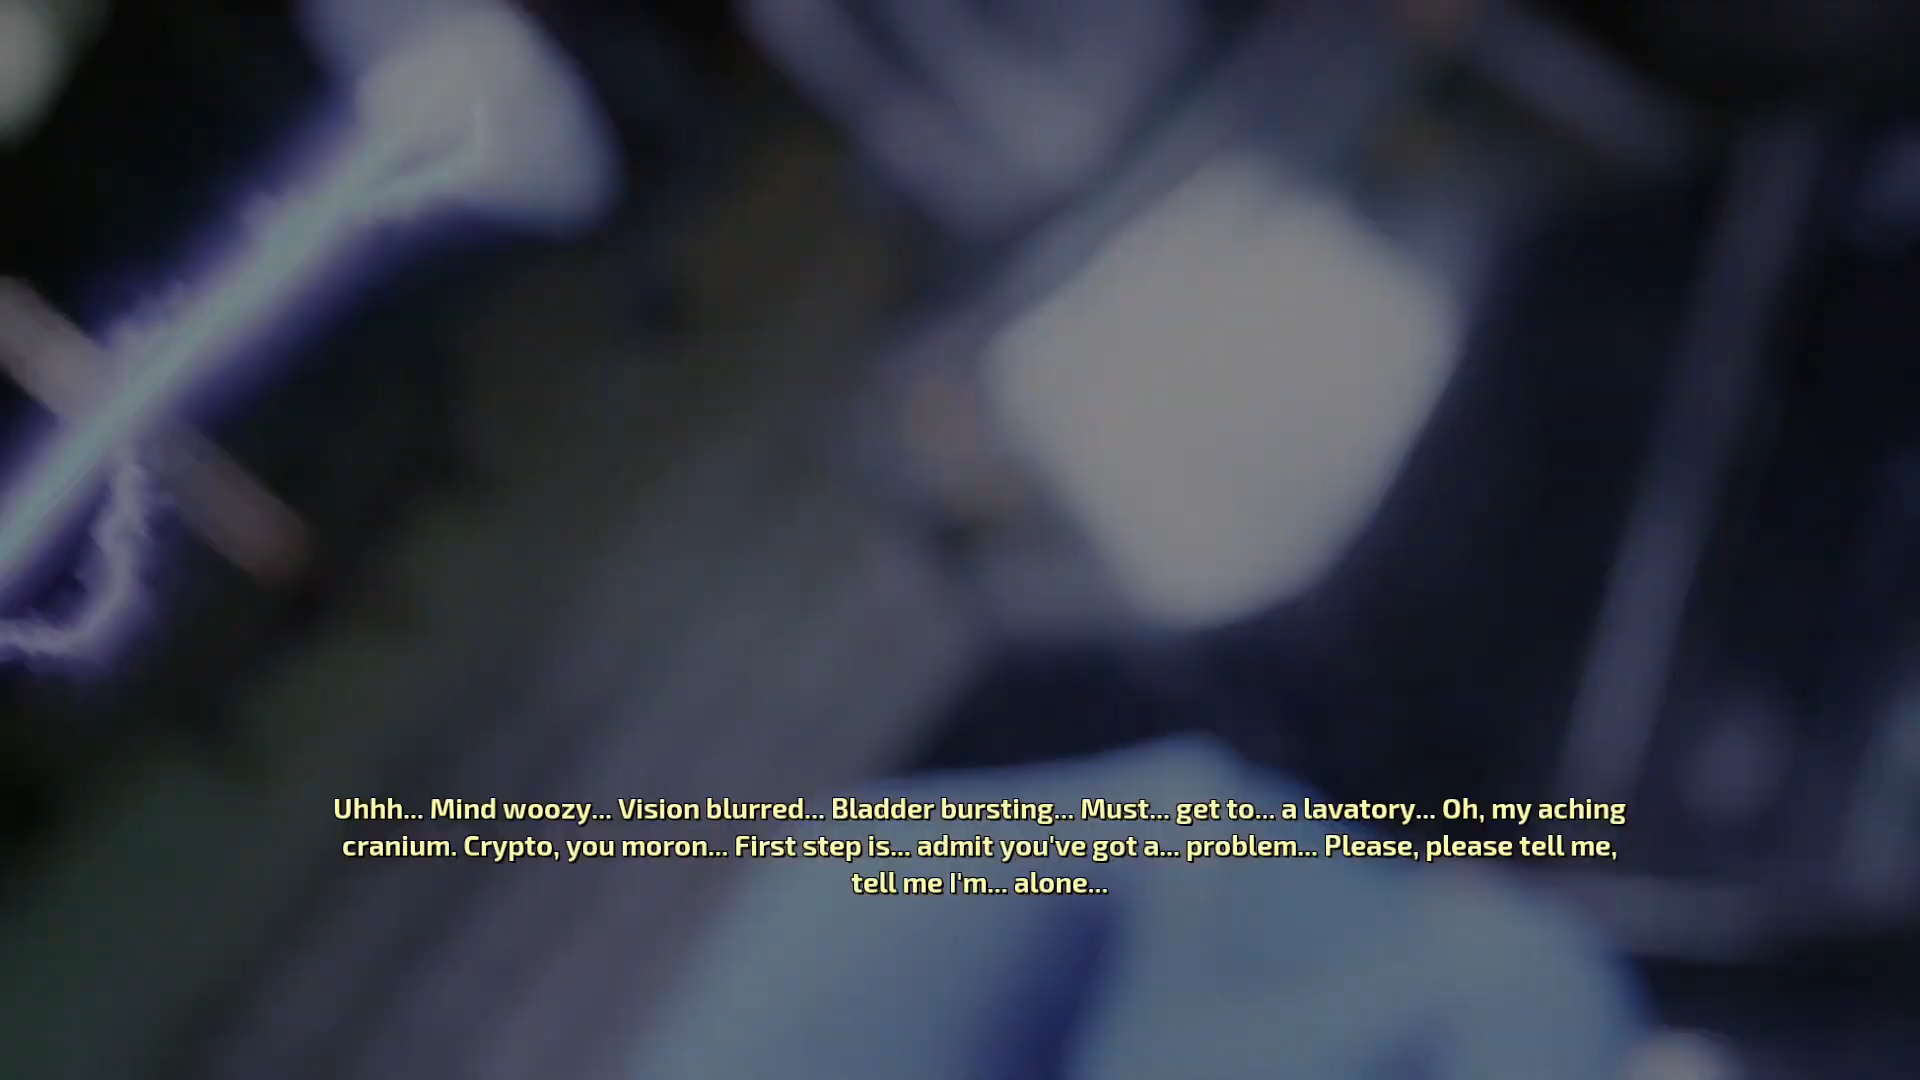 Uhhh... Mind woozy... Vision blurred... Bladder bursting... Must... get to... a lavatory... Oh, my aching
cranium. Crypto, you moron... First step is... admit you've got a... problem... Please, please tell me,
tell me I'm... alone...